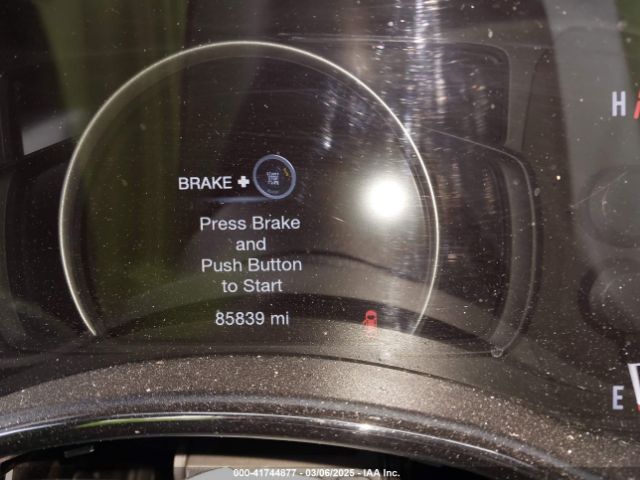 H
BRAKE +
Press Brake
and
Push Button
to Start
85839 mi
E
000-41744877 - 03/06/2025 - IAA Inc.